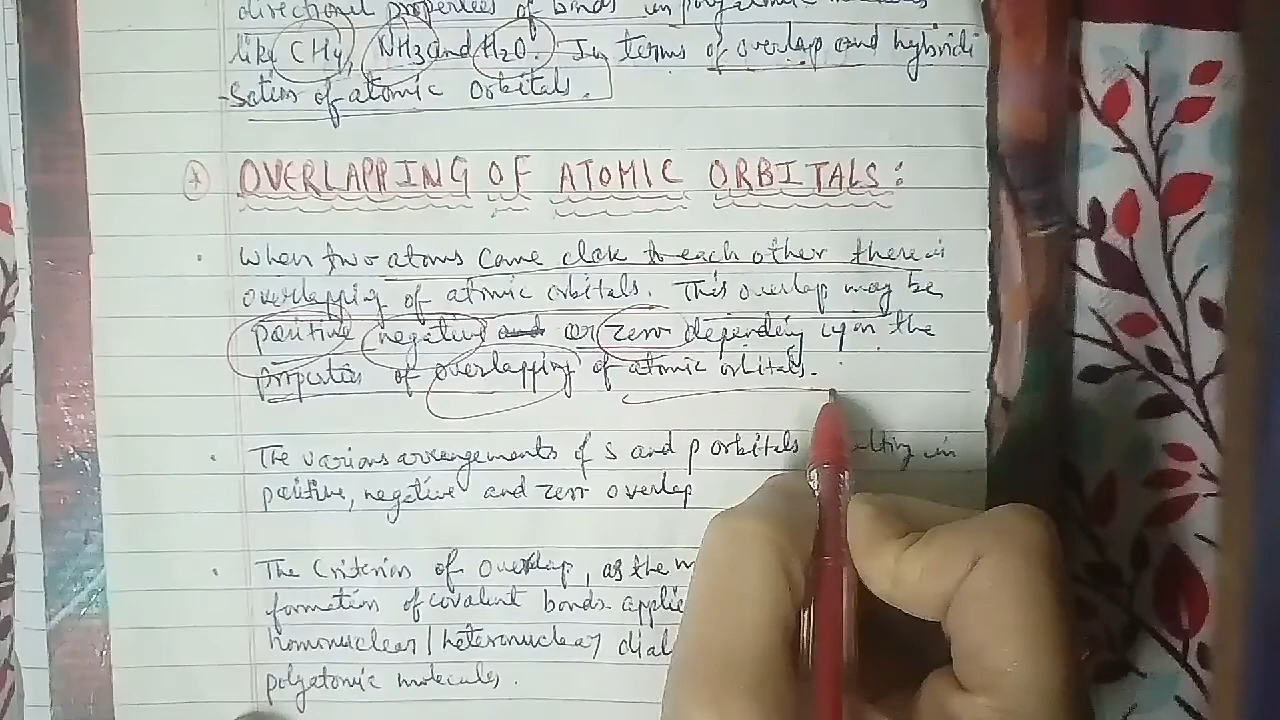 directional properties of bonds in polyatomic
like CH4, NH3 and H2O. In terms of overlap and hybridi
-sation of atomic orbitals.
* OVERLAPPING OF ATOMIC ORBITALS:
• When two atoms come close to each other there is
overlapping of atomic orbitals. This overlap may be
positive negative and or zero depending upon the
properties of overlapping of atomic orbitals.
• The various arrangements of s and p orbitals
positive, negative and zero overlap
• The Criterion of overlap, as the
formation of covalent bonds applie
homonuclear/heteronuclear
polyatomic molecules.